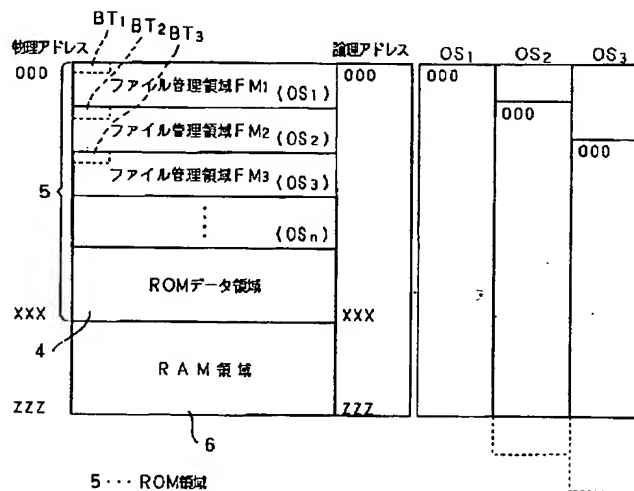 BT1 BT2 BT3
物理アドレス 論理アドレス OS1 OS2 OS3
000 000 000
ファイル管理領域FM1 (OS1)
000
ファイル管理領域FM2 (OS2)
000
ファイル管理領域FM3 (OS3)
5
(OSn)
ROMデータ領域
XXX XXX
4
RAM領域
ZZZ ZZZ
6
5･･･ROM領域